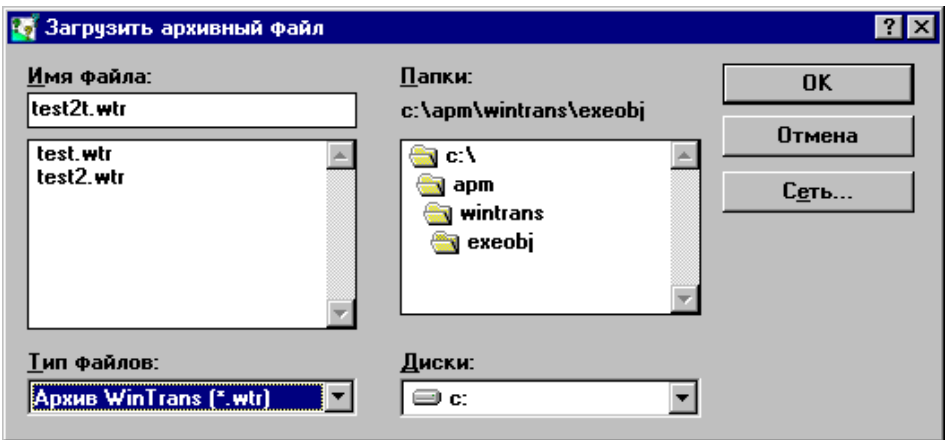 Загрузить архивный файл
Имя файла:
test2t.wtr
test.wtr
test2.wtr
Тип файлов:
Архив WinTrans (*.wtr)
Папки:
c:\apm\wintrans\exeobj
c:\
apm
wintrans
exeobj
Диски:
c:
OK
Отмена
Сеть...